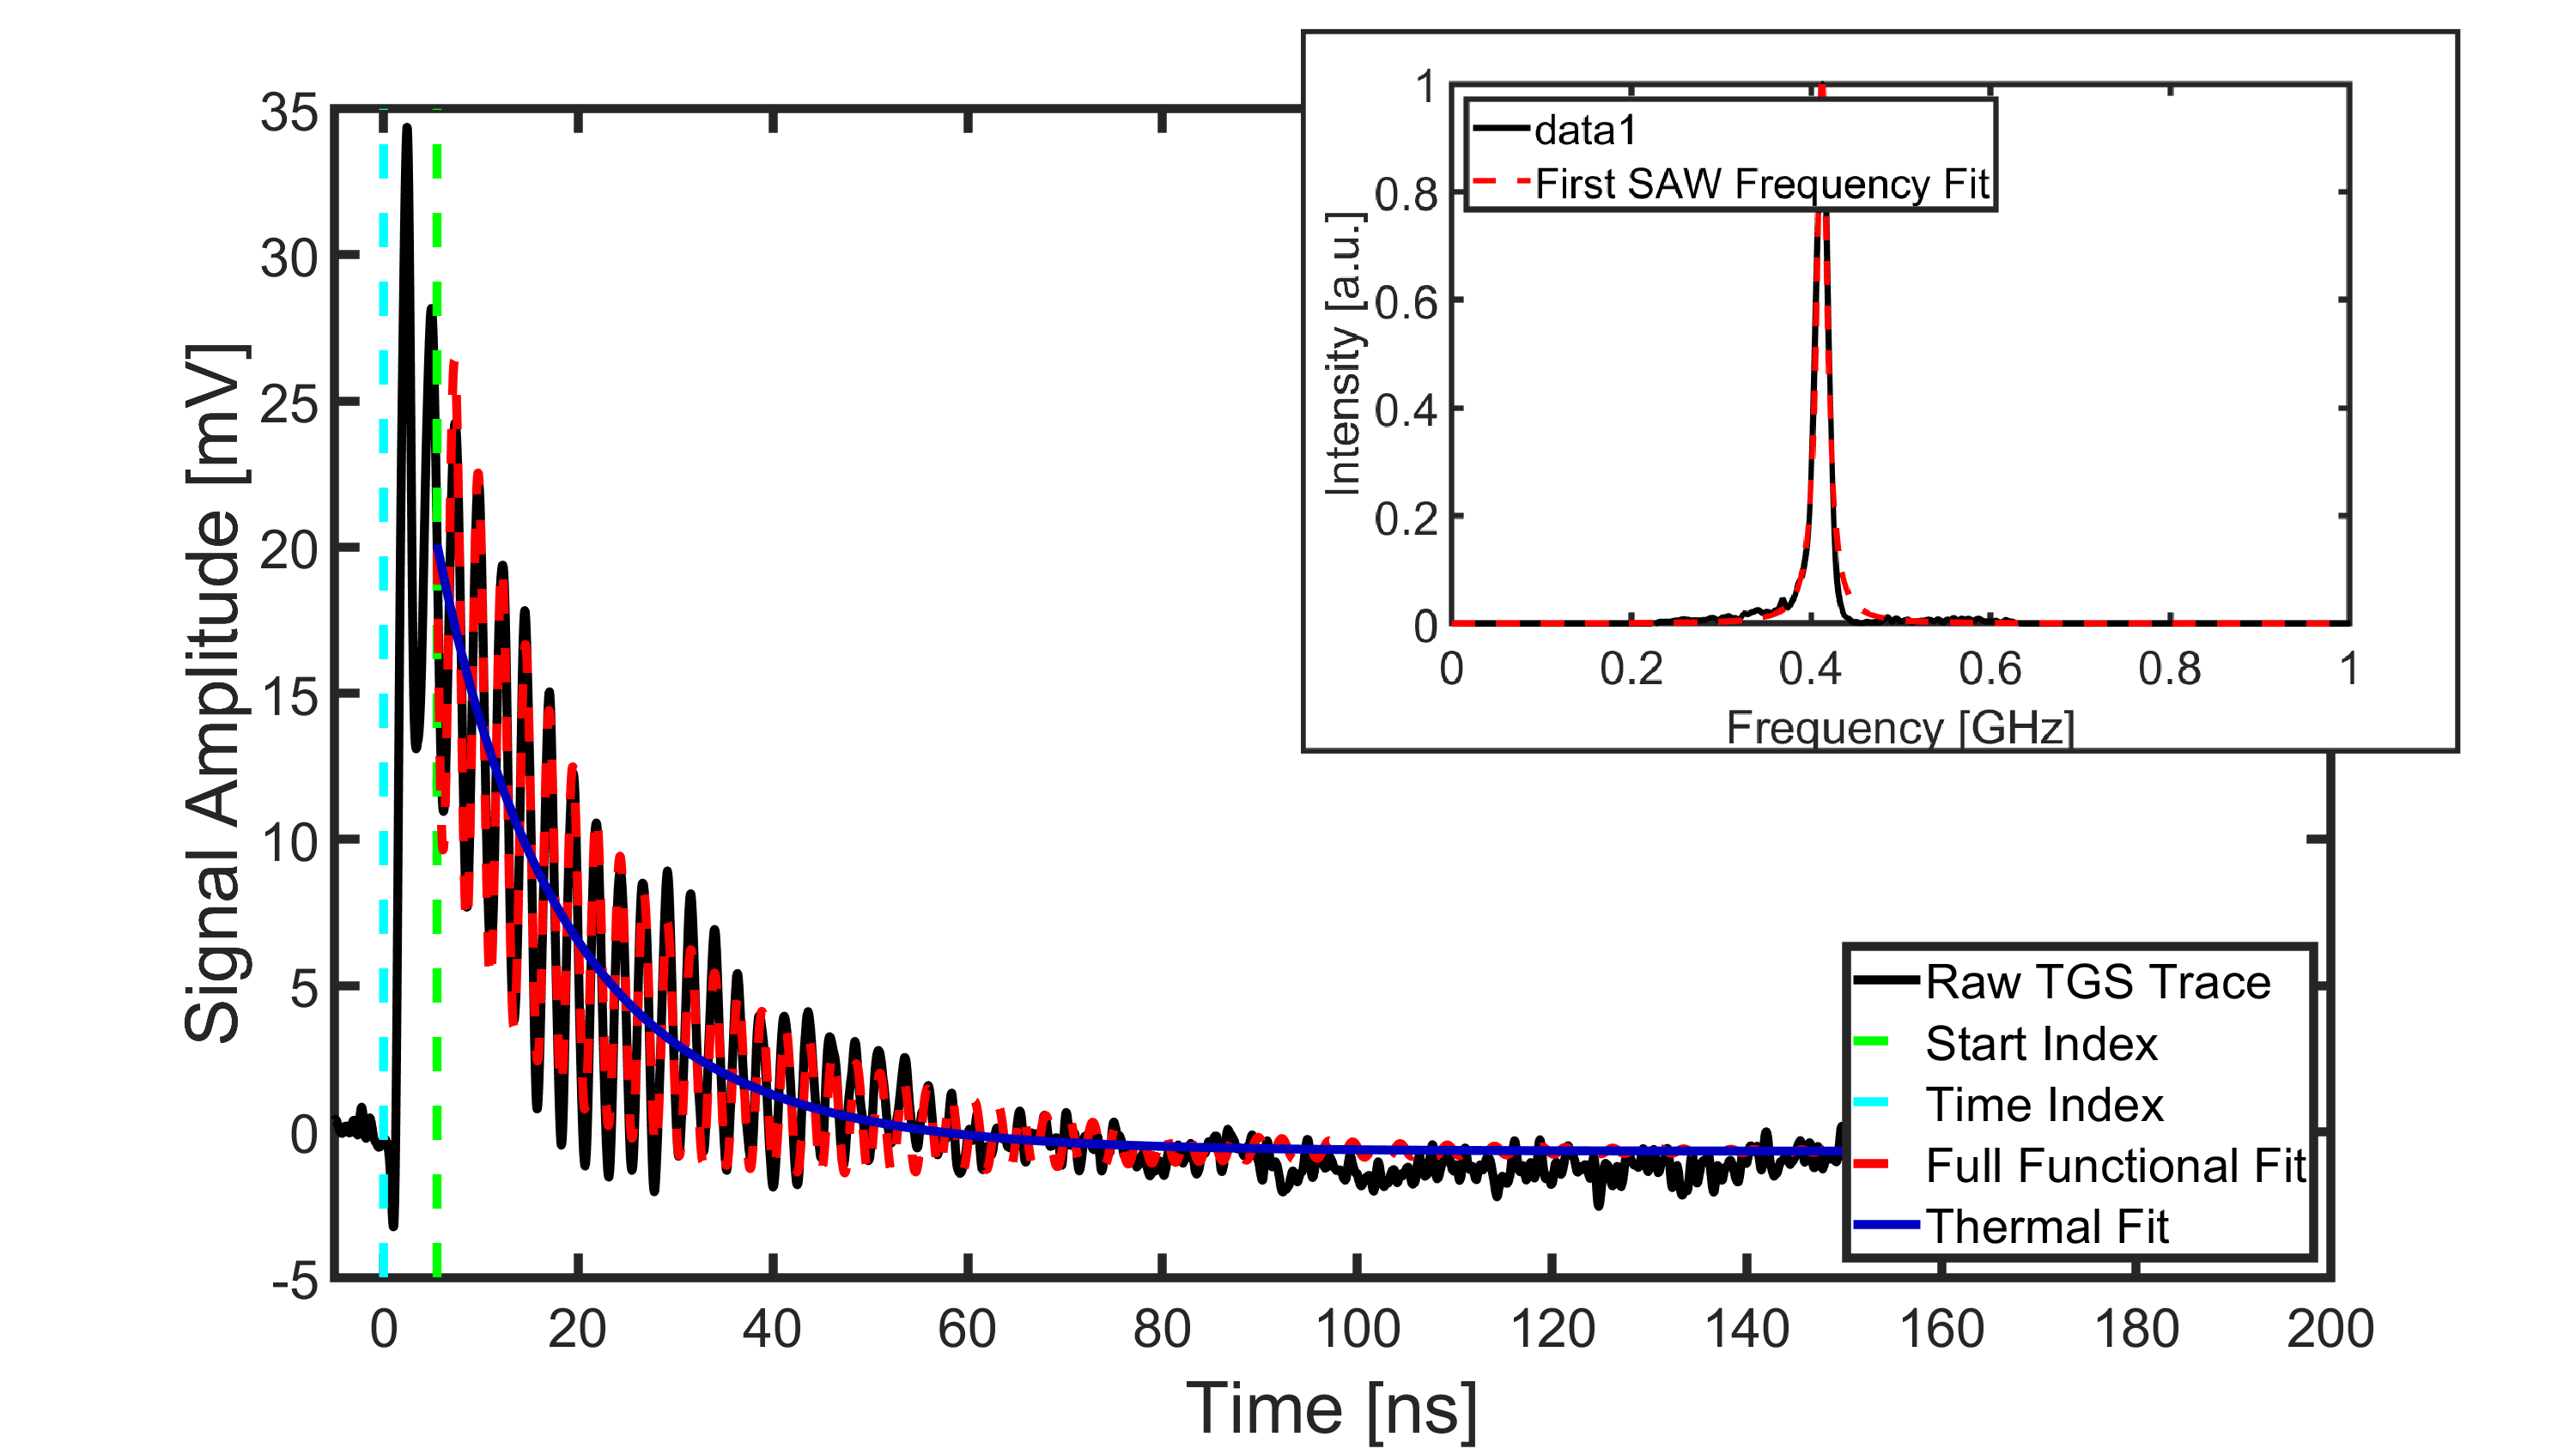 1
data1
First SAW Frequency Fit
0.8
0.6
0.4
0.2
0
Intensity [a.u.]
0 0.2 0.4 0.6 0.8 1
Frequency [GHz]
35
30
25
20
15
10
5
0
-5
Signal Amplitude [mV]
Raw TGS Trace
Start Index
Time Index
Full Functional Fit
Thermal Fit
0 20 40 60 80 100 120 140 160 180 200
Time [ns]